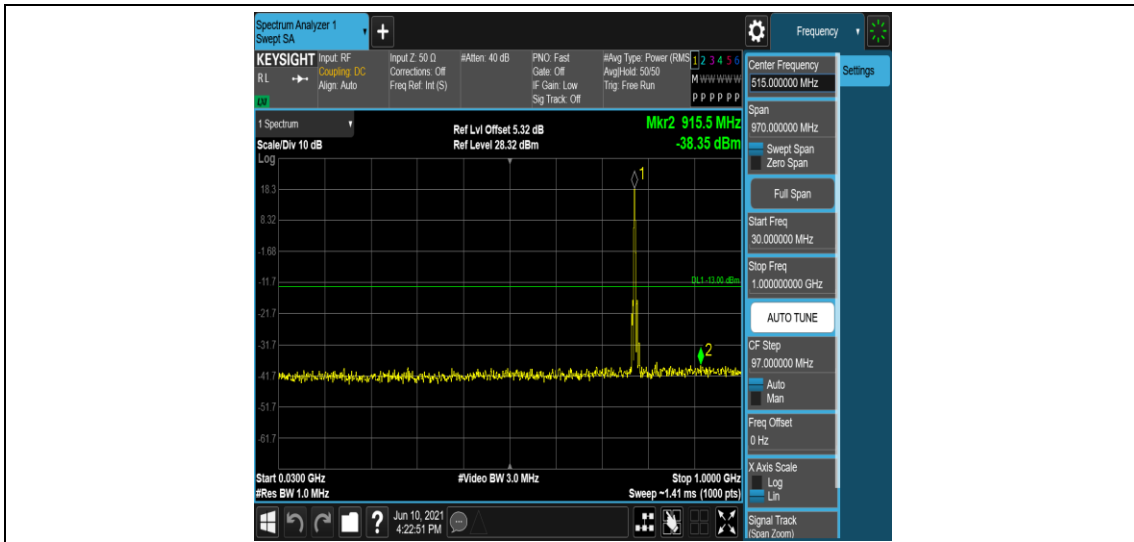 Spectrum Analyzer 1
Swept SA
Frequency
KEYSIGHT
RL
LNI
Input: RF
Coupling: DC
Align: Auto
Input Z: 50 Ω
Corrections: Off
Freq Ref: Int (S)
#Atten: 40 dB
PNO: Fast
Gate: Off
IF Gain: Low
Sig Track: Off
#Avg Type: Power (RMS
Avg|Hold: 50/50
Trig: Free Run
1 2 3 4 5 6
M W W W W W
P P P P P P
Center Frequency
515.000000 MHz
Settings
1 Spectrum
Ref Lvl Offset 5.32 dB
Mkr2 915.5 MHz
Scale/Div 10 dB
Ref Level 28.32 dBm
-38.35 dBm
Log
1
18.3
8.32
-1.68
-11.7
DL1 -13.00 dBm
-21.7
-31.7
2
-41.7
-51.7
-61.7
Start 0.0300 GHz
#Video BW 3.0 MHz
Stop 1.0000 GHz
#Res BW 1.0 MHz
Sweep ~1.41 ms (1000 pts)
Span
970.000000 MHz
Swept Span
Zero Span
Full Span
Start Freq
30.000000 MHz
Stop Freq
1.000000000 GHz
AUTO TUNE
CF Step
97.000000 MHz
Auto
Man
Freq Offset
0 Hz
X Axis Scale
Log
Lin
Signal Track
(Span Zoom)
Jun 10, 2021
4:22:51 PM